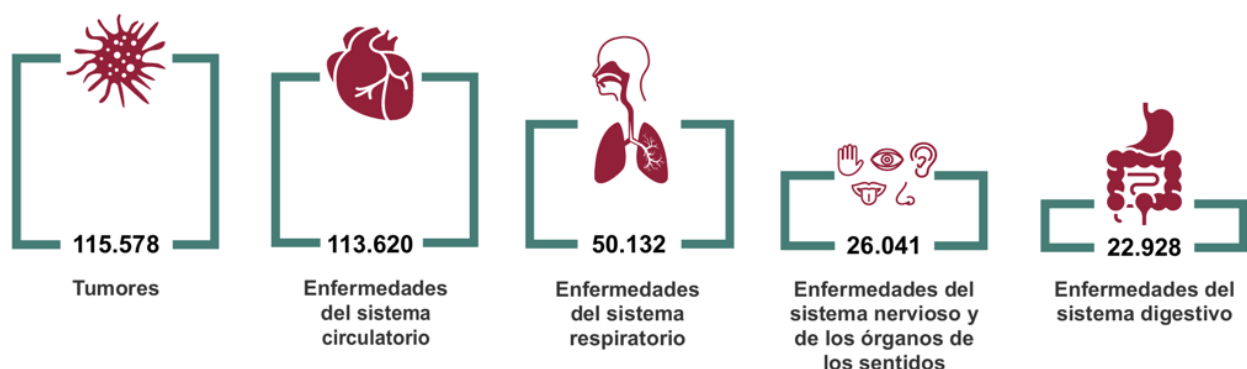 115.578
Tumores
113.620
Enfermedades
del sistema
circulatorio
50.132
Enfermedades
del sistema
respiratorio
26.041
Enfermedades del
sistema nervioso y
de los órganos de
los sentidos
22.928
Enfermedades del
sistema digestivo